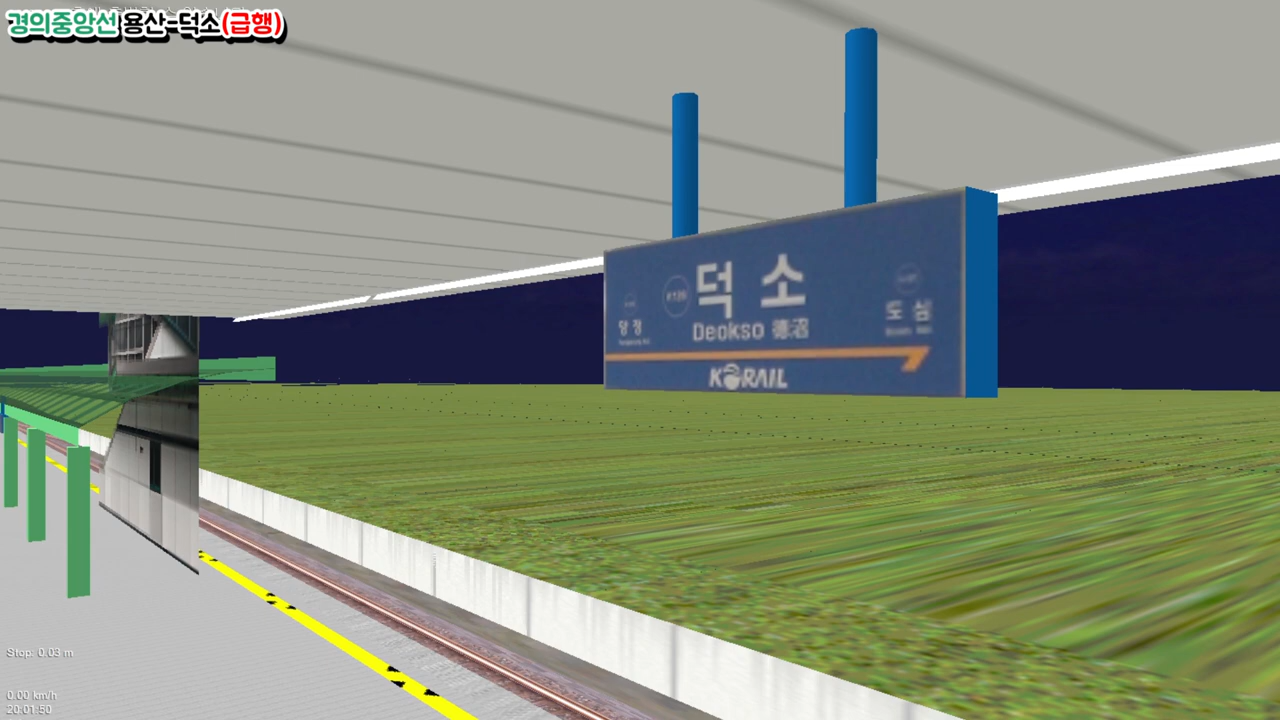 경의중앙선 용산-덕소(급행)
덕소
Deokso 德沼
당정
도심
KORAIL
Stop: 0.03 m
0.00 km/h
20:01:50